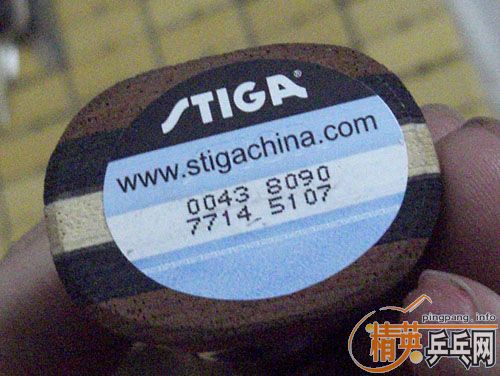 STIGA®
www.stigachina.com
0043 8090
7714 5107
pingpang.info
精英乒乓网